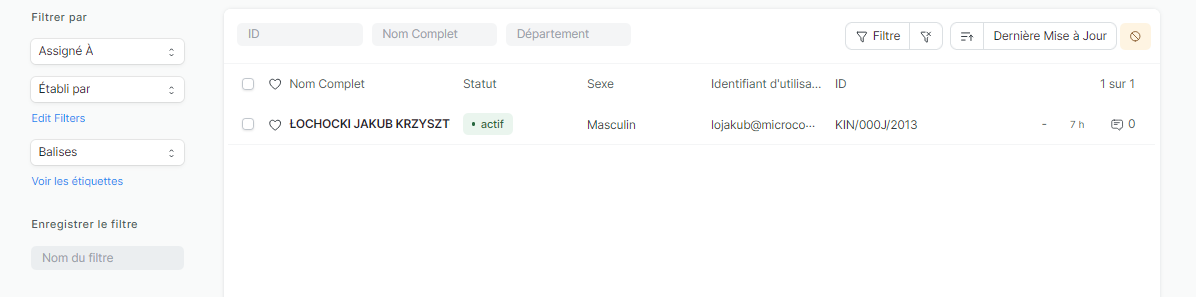 Filtrer par
Assigné À
Établi par
Edit Filters
Balises
Voir les étiquettes
Enregistrer le filtre
Nom du filtre
ID Nom Complet Département Filtre Dernière Mise à Jour
Nom Complet Statut Sexe Identifiant d'utilisa... ID 1 sur 1
ŁOCHOCKI JAKUB KRZYSZT actif Masculin lojakub@microco... KIN/000J/2013 - 7 h 0